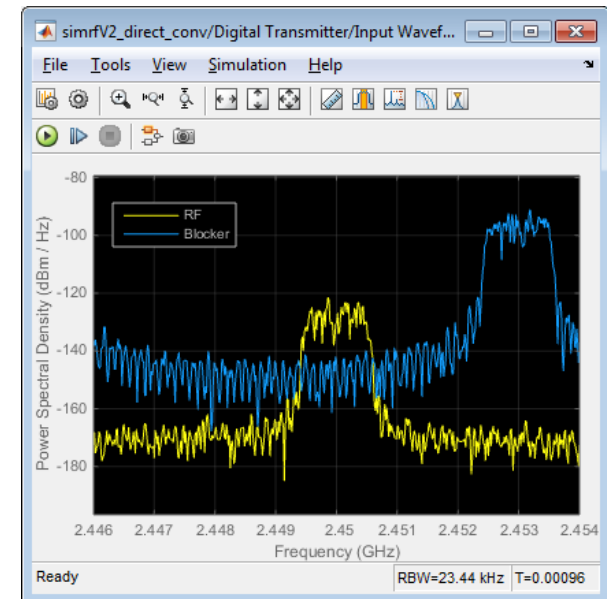 simrfV2_direct_conv/Digital Transmitter/Input Wavef...
File Tools View Simulation Help
-80
-100
-120
-140
-160
-180
Power Spectral Density (dBm / Hz)
RF
Blocker
2.446 2.447 2.448 2.449 2.45 2.451 2.452 2.453 2.454
Frequency (GHz)
Ready RBW=23.44 kHz T=0.00096